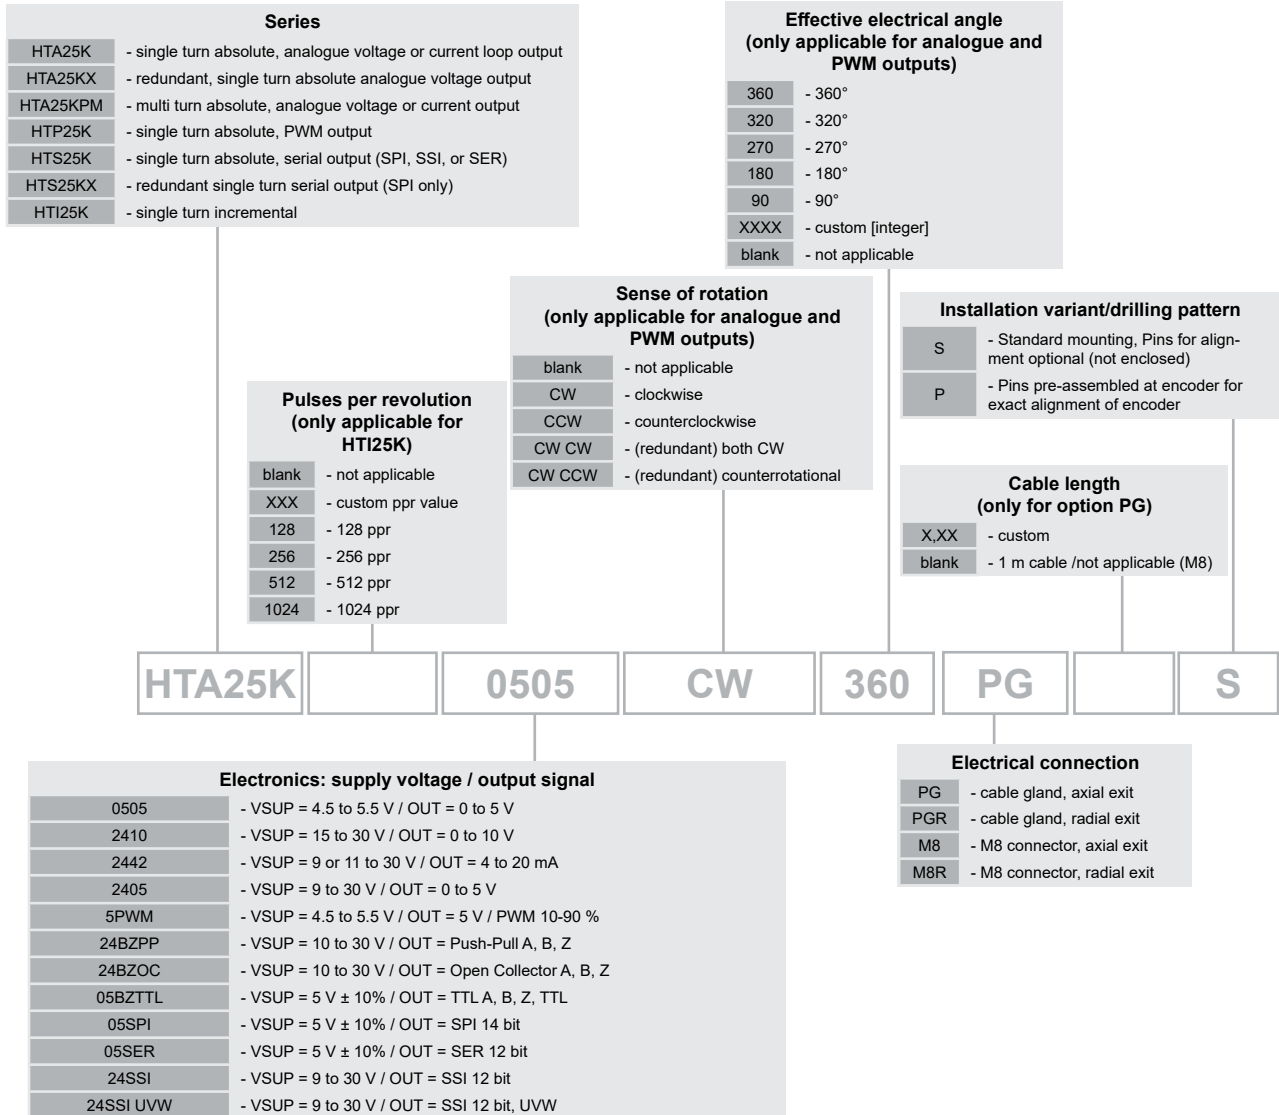 Series
HTA25K - single turn absolute, analogue voltage or current loop output
HTA25KX - redundant, single turn absolute analogue voltage output
HTA25KPM - multi turn absolute, analogue voltage or current output
HTP25K - single turn absolute, PWM output
HTS25K - single turn absolute, serial output (SPI, SSI, or SER)
HTS25KX - redundant single turn serial output (SPI only)
HTI25K - single turn incremental
Effective electrical angle
(only applicable for analogue and
PWM outputs)
360 - 360°
320 - 320°
270 - 270°
180 - 180°
90 - 90°
XXXX - custom [integer]
blank - not applicable
Sense of rotation
(only applicable for analogue and
PWM outputs)
blank - not applicable
CW - clockwise
CCW - counterclockwise
CW CW - (redundant) both CW
CW CCW - (redundant) counterrotational
Installation variant/drilling pattern
S - Standard mounting, Pins for align-
ment optional (not enclosed)
P - Pins pre-assembled at encoder for
exact alignment of encoder
Pulses per revolution
(only applicable for
HTI25K)
blank - not applicable
XXX - custom ppr value
128 - 128 ppr
256 - 256 ppr
512 - 512 ppr
1024 - 1024 ppr
Cable length
(only for option PG)
X,XX - custom
blank - 1 m cable /not applicable (M8)
HTA25K 0505 CW 360 PG S
Electronics: supply voltage / output signal
0505 - VSUP = 4.5 to 5.5 V / OUT = 0 to 5 V
2410 - VSUP = 15 to 30 V / OUT = 0 to 10 V
2442 - VSUP = 9 or 11 to 30 V / OUT = 4 to 20 mA
2405 - VSUP = 9 to 30 V / OUT = 0 to 5 V
5PWM - VSUP = 4.5 to 5.5 V / OUT = 5 V / PWM 10-90 %
24BZPP - VSUP = 10 to 30 V / OUT = Push-Pull A, B, Z
24BZOC - VSUP = 10 to 30 V / OUT = Open Collector A, B, Z
05BZTTL - VSUP = 5 V ± 10% / OUT = TTL A, B, Z, TTL
05SPI - VSUP = 5 V ± 10% / OUT = SPI 14 bit
05SER - VSUP = 5 V ± 10% / OUT = SER 12 bit
24SSI - VSUP = 9 to 30 V / OUT = SSI 12 bit
24SSI UVW - VSUP = 9 to 30 V / OUT = SSI 12 bit, UVW
Electrical connection
PG - cable gland, axial exit
PGR - cable gland, radial exit
M8 - M8 connector, axial exit
M8R - M8 connector, radial exit